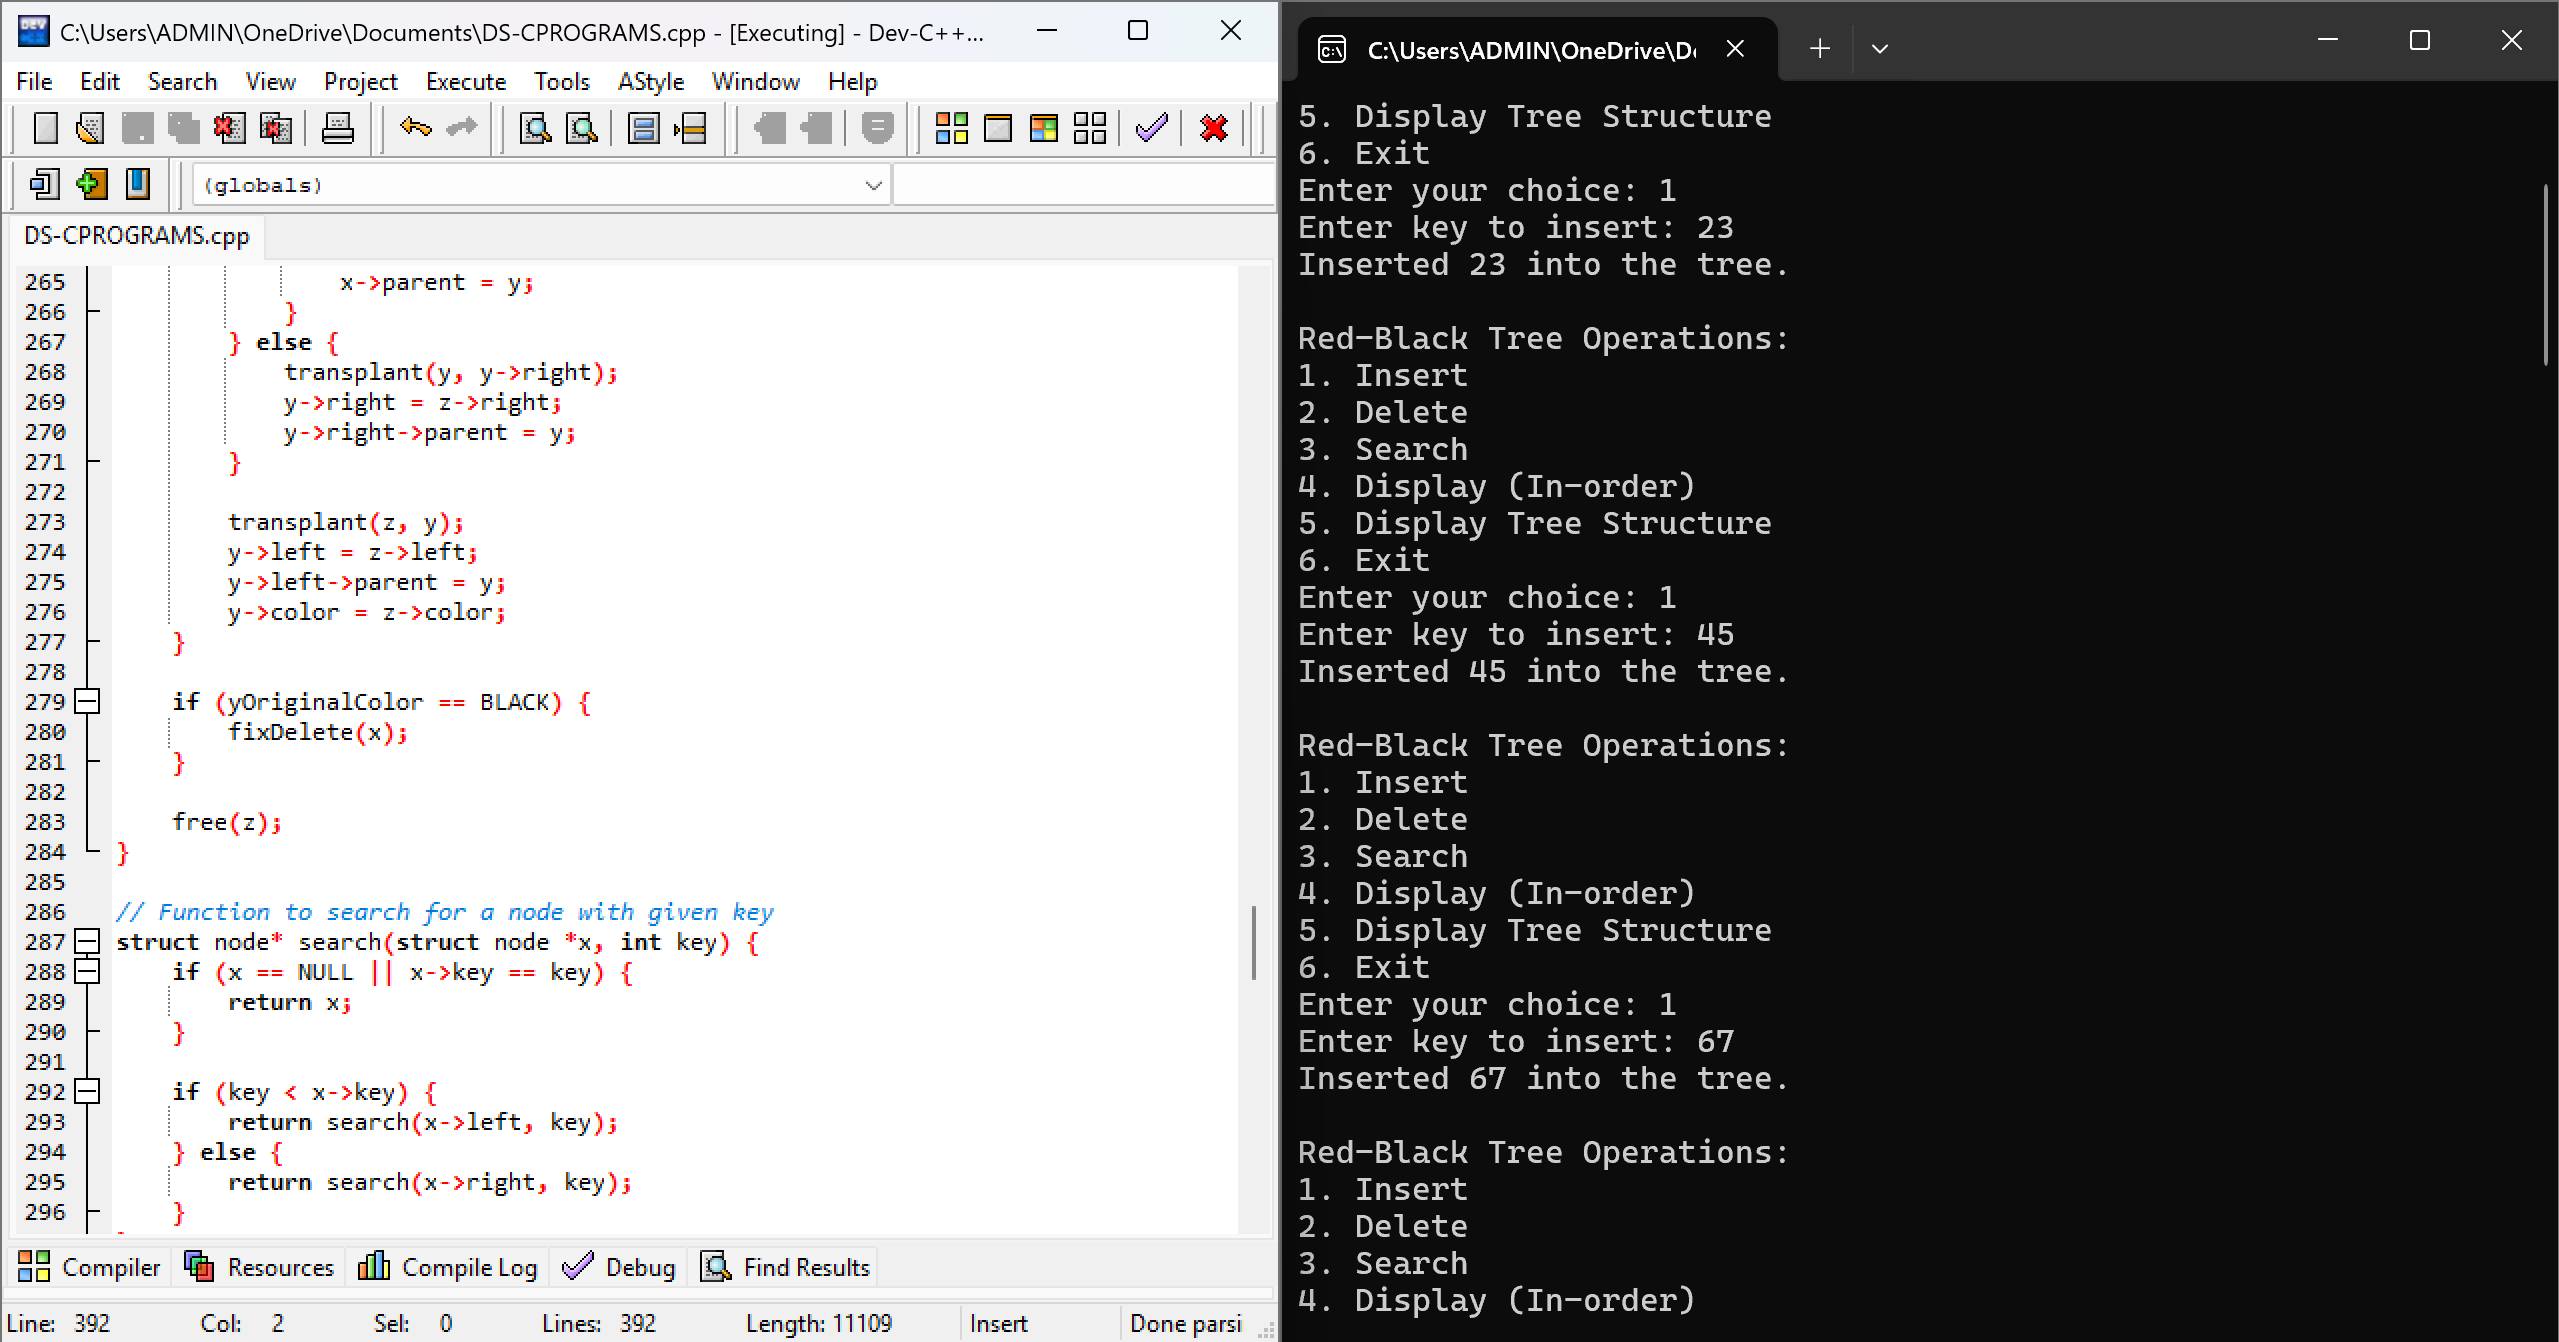 C:\Users\ADMIN\OneDrive\Documents\DS-CPROGRAMS.cpp - [Executing] - Dev-C++...
File Edit Search View Project Execute Tools AStyle Window Help
(globals)
DS-CPROGRAMS.cpp
265 x->parent = y;
266 }
267 } else {
268 transplant(y, y->right);
269 y->right = z->right;
270 y->right->parent = y;
271 }
272
273 transplant(z, y);
274 y->left = z->left;
275 y->left->parent = y;
276 y->color = z->color;
277 }
278
279 if (yOriginalColor == BLACK) {
280 fixDelete(x);
281 }
282
283 free(z);
284 }
285
286 // Function to search for a node with given key
287 struct node* search(struct node *x, int key) {
288 if (x == NULL || x->key == key) {
289 return x;
290 }
291
292 if (key < x->key) {
293 return search(x->left, key);
294 } else {
295 return search(x->right, key);
296 }
Compiler Resources Compile Log Debug Find Results
Line: 392 Col: 2 Sel: 0 Lines: 392 Length: 11109 Insert Done parsi
C:\Users\ADMIN\OneDrive\D
5. Display Tree Structure
6. Exit
Enter your choice: 1
Enter key to insert: 23
Inserted 23 into the tree.
Red-Black Tree Operations:
1. Insert
2. Delete
3. Search
4. Display (In-order)
5. Display Tree Structure
6. Exit
Enter your choice: 1
Enter key to insert: 45
Inserted 45 into the tree.
Red-Black Tree Operations:
1. Insert
2. Delete
3. Search
4. Display (In-order)
5. Display Tree Structure
6. Exit
Enter your choice: 1
Enter key to insert: 67
Inserted 67 into the tree.
Red-Black Tree Operations:
1. Insert
2. Delete
3. Search
4. Display (In-order)